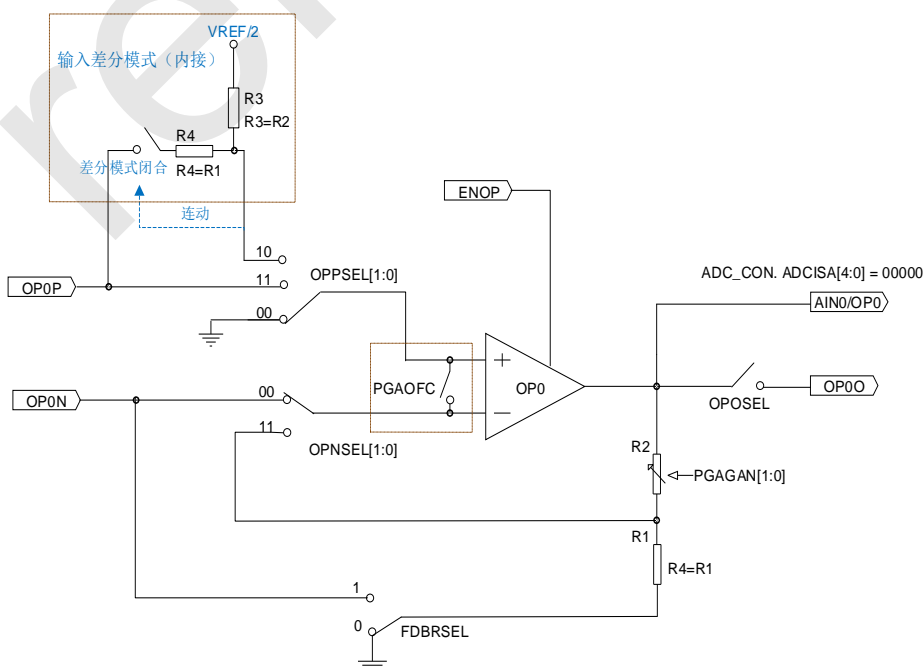 VREF/2
输入差分模式（内接）
R3
R3=R2
R4
差分模式闭合
R4=R1
连动
ENOP
10
OPPSEL[1:0]
11
OP0P
00
ADC_CON. ADCISA[4:0] = 00000
AIN0/OP0
+
PGAOFC
OP0
−
OP0N
00
OP0O
OPOSEL
11
OPNSEL[1:0]
R2
PGAGAN[1:0]
R1
R4=R1
1
0
FDBRSEL